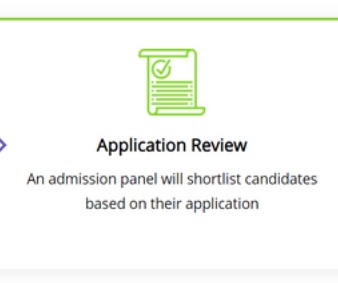 Application Review
An admission panel will shortlist candidates
based on their application